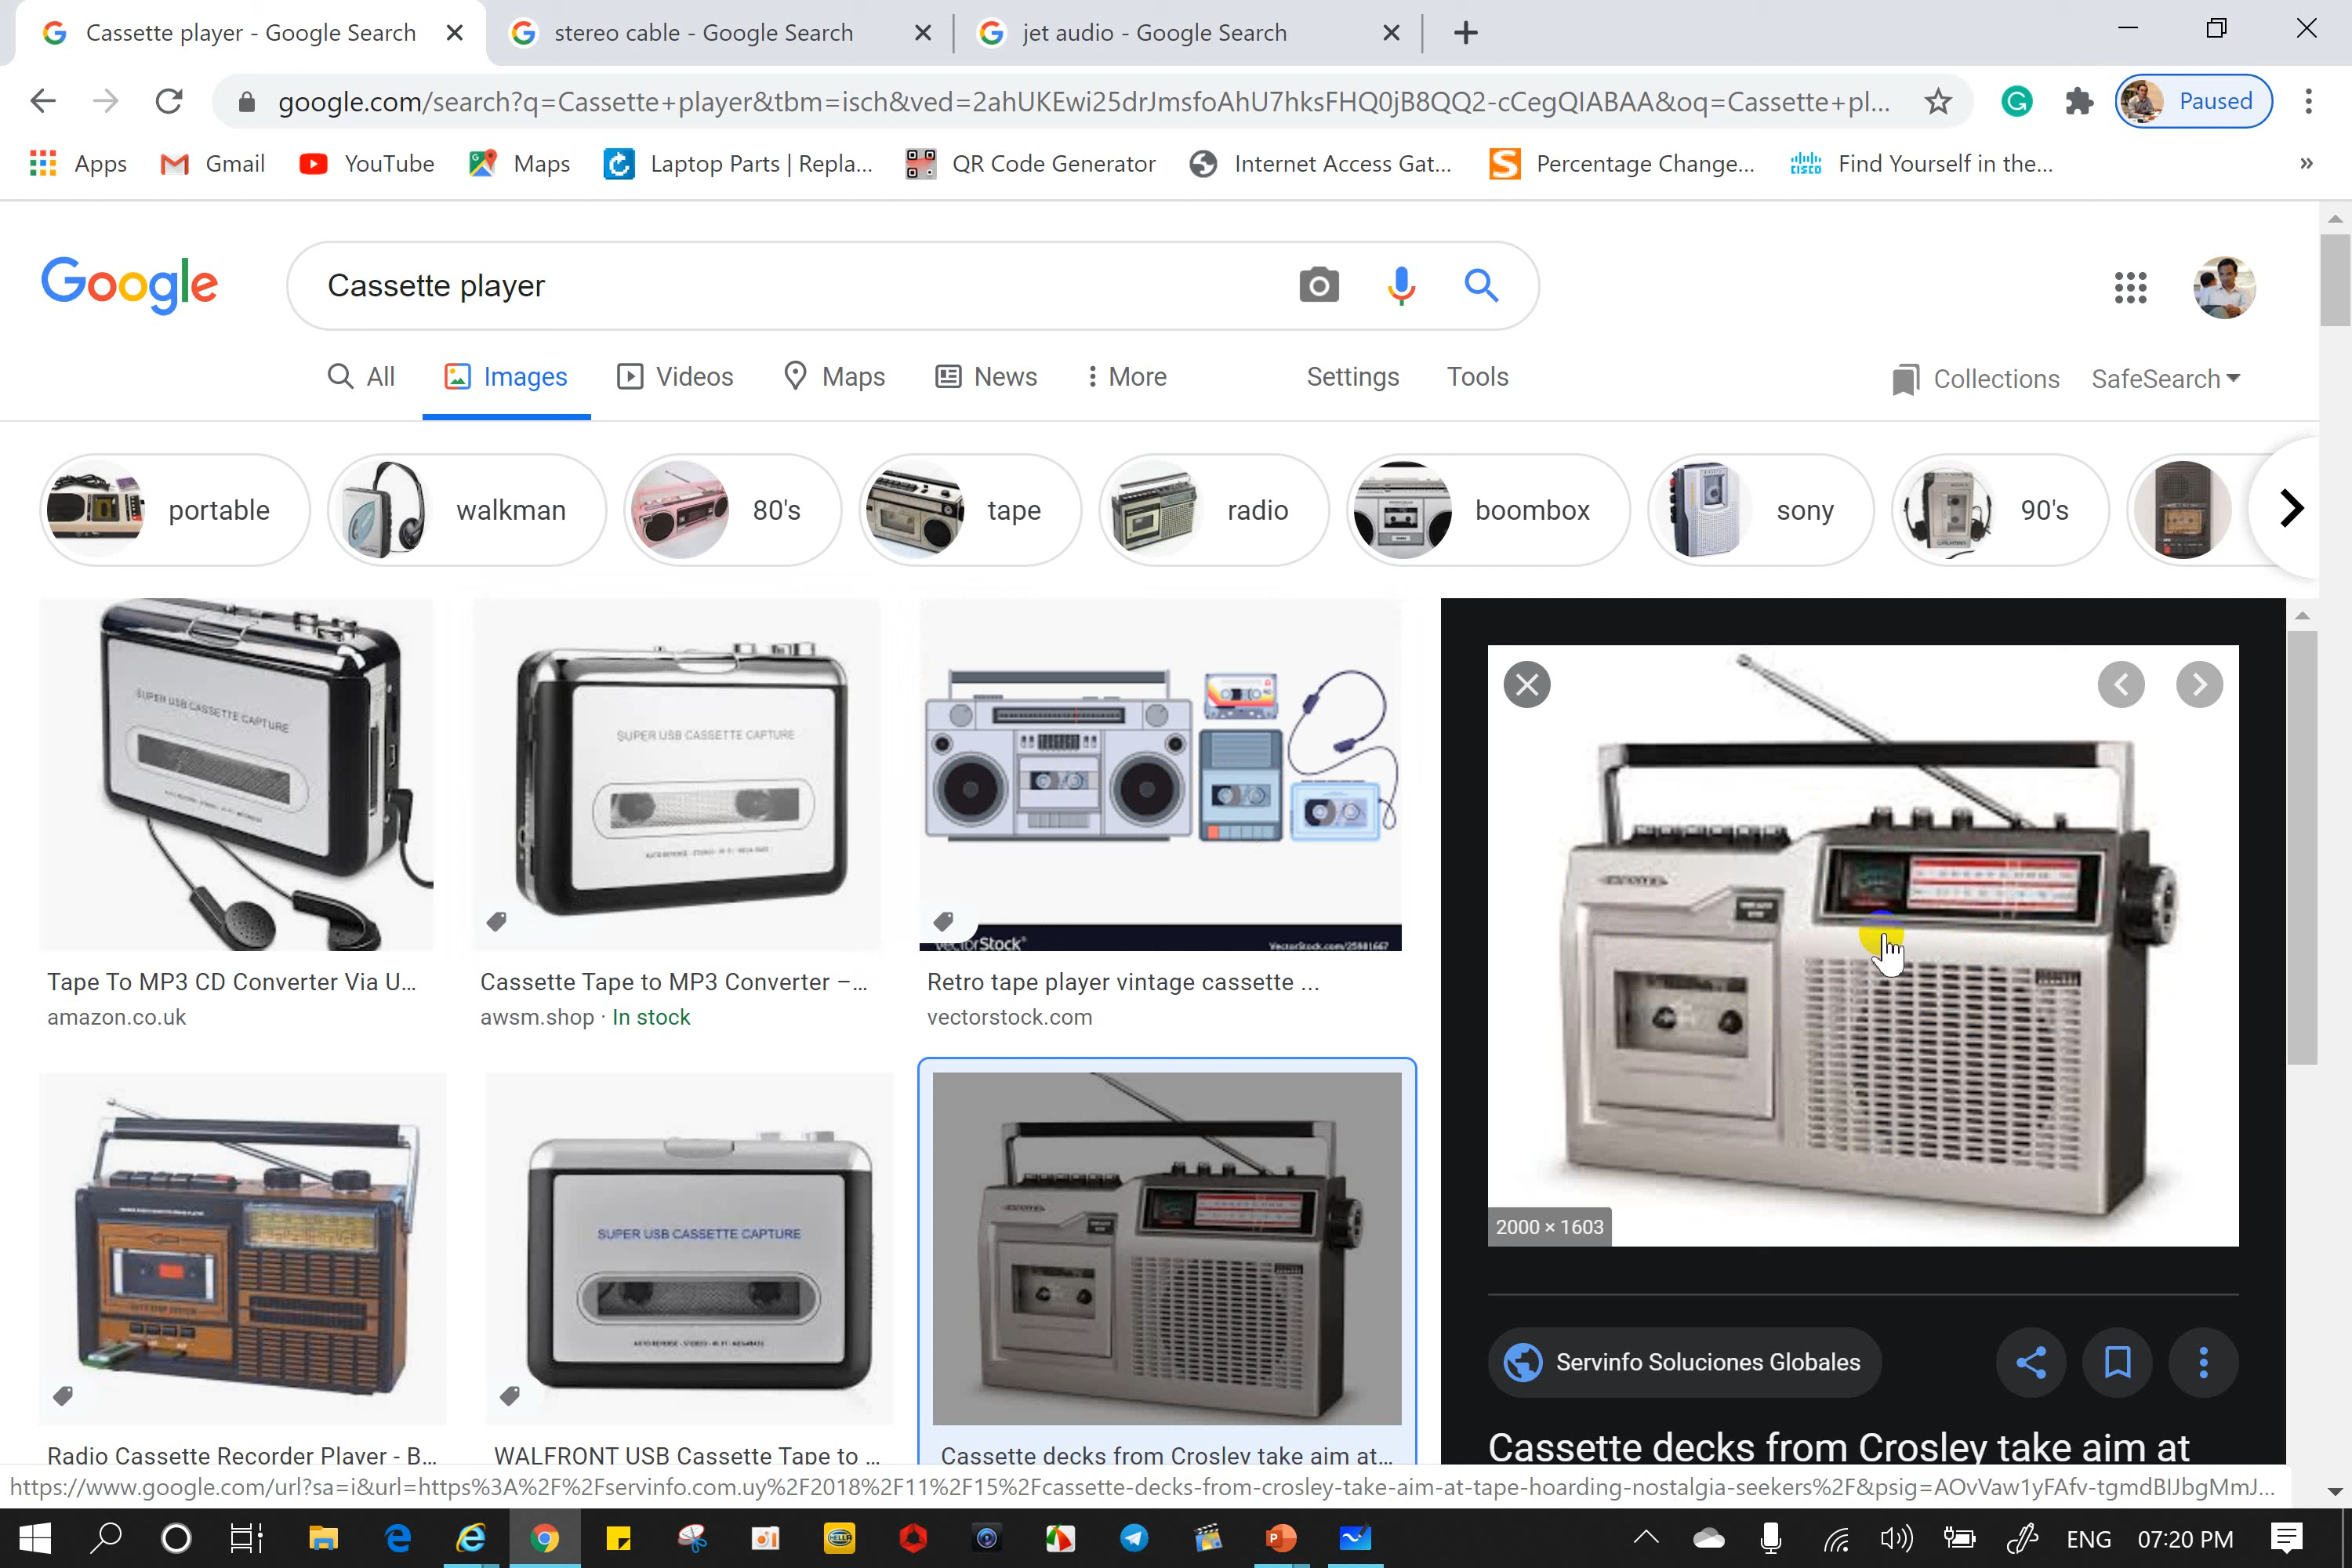 Cassette player - Google Search
stereo cable - Google Search
jet audio - Google Search
google.com/search?q=Cassette+player&tbm=isch&ved=2ahUKEwi25drJmsfoAhU7hksFHQ0jB8QQ2-cCegQIABAA&oq=Cassette+pl...
Paused
Apps
Gmail
YouTube
Maps
Laptop Parts | Repla...
QR Code Generator
Internet Access Gat...
Percentage Change...
Find Yourself in the...
Google
Cassette player
All
Images
Videos
Maps
News
More
Settings
Tools
Collections
SafeSearch
portable
walkman
80's
tape
radio
boombox
sony
90's
SUPER USB CASSETTE CAPTURE
SUPER USB CASSETTE CAPTURE
VectorStock®
VectorStock.com/25981667
Tape To MP3 CD Converter Via U...
amazon.co.uk
Cassette Tape to MP3 Converter –...
awsm.shop · In stock
Retro tape player vintage cassette ...
vectorstock.com
SUPER USB CASSETTE CAPTURE
2000 × 1603
Servinfo Soluciones Globales
Cassette decks from Crosley take aim at
Radio Cassette Recorder Player - B...
WALFRONT USB Cassette Tape to ...
Cassette decks from Crosley take aim at...
https://www.google.com/url?sa=i&url=https%3A%2F%2Fservinfo.com.uy%2F2018%2F11%2F15%2Fcassette-decks-from-crosley-take-aim-at-tape-hoarding-nostalgia-seekers%2F&psig=AOvVaw1yFAfv-tgmdBIJbgMmJ...
HELLA
ENG
07:20 PM